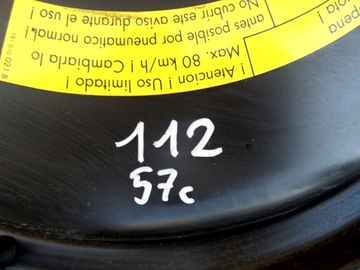 ! Atencion ! Uso limitado !
Max. 80 km/h ! Cambiarla lo
antes posible por pneumatico normal !
No cubrir este aviso durante el uso !
112
57c